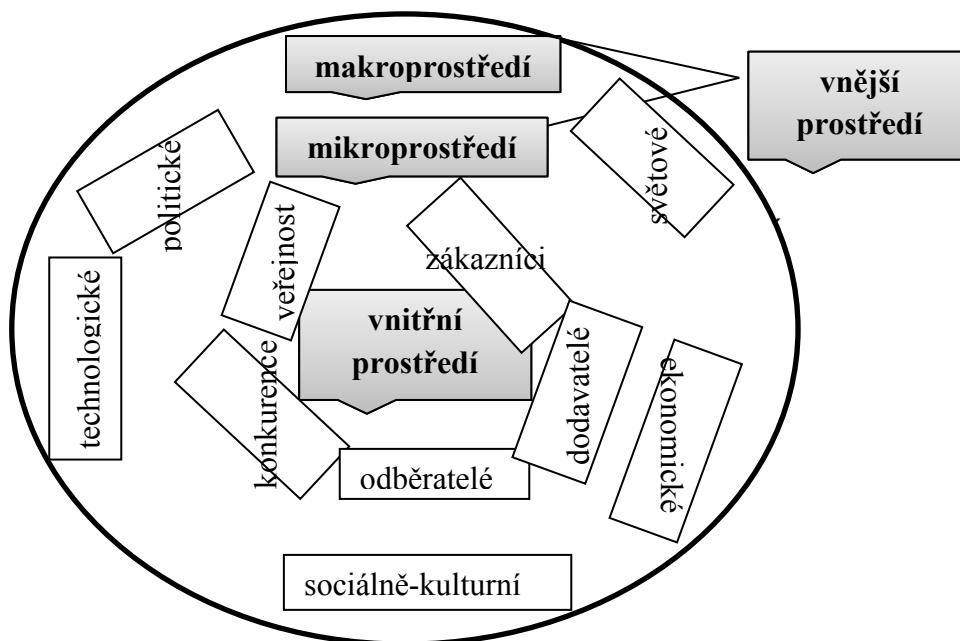 makroprostředí
vnější
prostředí
mikroprostředí
světové
politické
veřejnost
zákazníci
technologické
vnitřní
prostředí
konkurence
dodavatelé
ekonomické
odběratelé
sociálně-kulturní